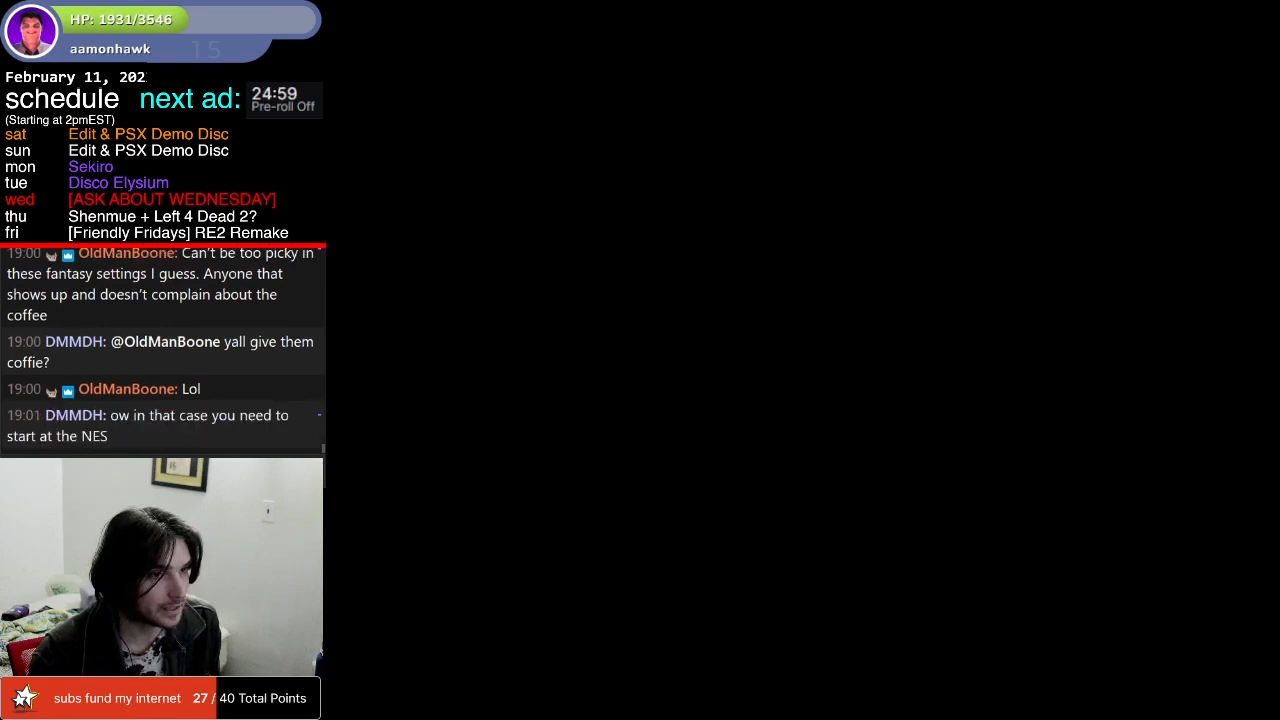 HP: 1931/3546
aamonhawk
15
February 11, 202
schedule next ad: 24:59
Pre-roll Off
(Starting at 2pmEST)
sat Edit & PSX Demo Disc
sun Edit & PSX Demo Disc
mon Sekiro
tue Disco Elysium
wed [ASK ABOUT WEDNESDAY]
thu Shenmue + Left 4 Dead 2?
fri [Friendly Fridays] RE2 Remake
19:00 OldManBoone: Can't be too picky in
these fantasy settings I guess. Anyone that
shows up and doesn't complain about the
coffee
19:00 DMMDH: @OldManBoone yall give them
coffie?
19:00 OldManBoone: Lol
19:01 DMMDH: ow in that case you need to
start at the NES
subs fund my internet 27 / 40 Total Points